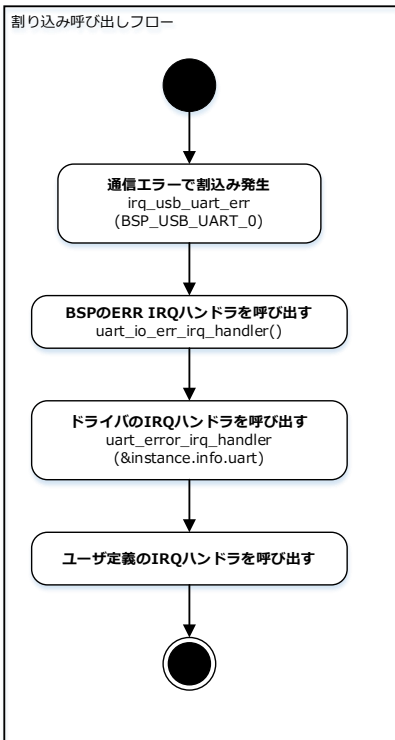 割り込み呼び出しフロー
通信エラーで割込み発生
irq_usb_uart_err
(BSP_USB_UART_0)
BSPのERR IRQハンドラを呼び出す
uart_io_err_irq_handler()
ドライバのIRQハンドラを呼び出す
uart_error_irq_handler
(&instance.info.uart)
ユーザ定義のIRQハンドラを呼び出す